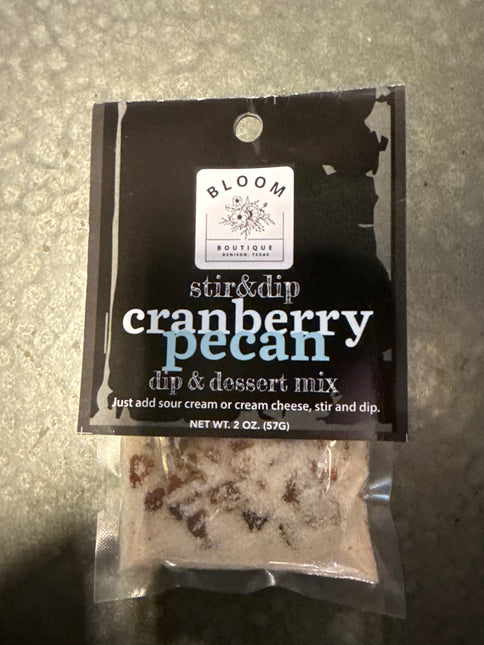 BLOOM
BOUTIQUE
DENISON, TEXAS
stir&dip
cranberry
pecan
dip & dessert mix
Just add sour cream or cream cheese, stir and dip.
NET WT. 2 OZ. (57G)